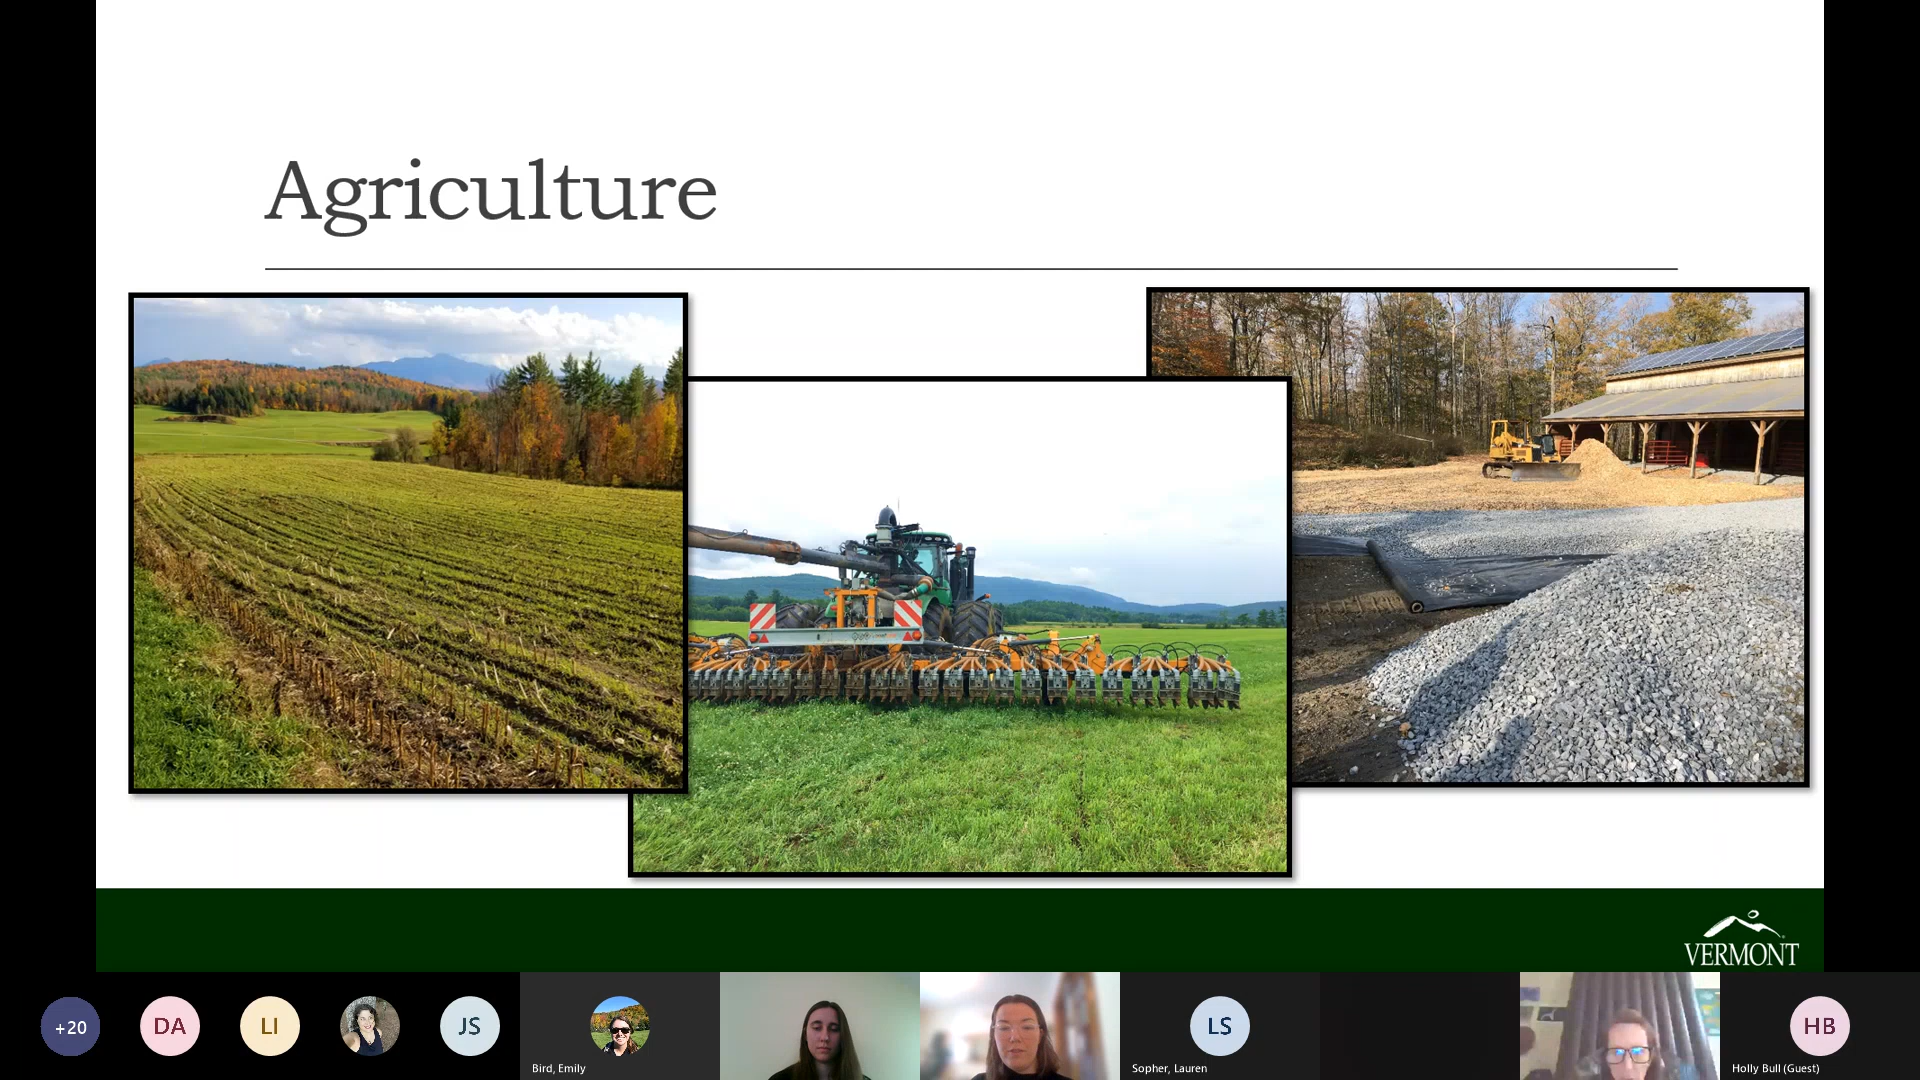 Agriculture
VERMONT
+20
DA
LI
JS
Bird, Emily
LS
Sopher, Lauren
HB
Holly Bull (Guest)